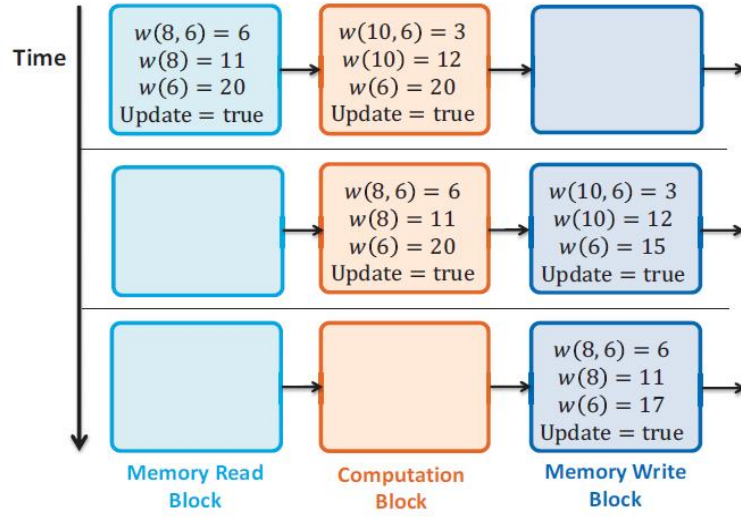 Time
w(8, 6) = 6
w(8) = 11
w(6) = 20
Update = true
w(10, 6) = 3
w(10) = 12
w(6) = 20
Update = true
w(8, 6) = 6
w(8) = 11
w(6) = 20
Update = true
w(10, 6) = 3
w(10) = 12
w(6) = 15
Update = true
w(8, 6) = 6
w(8) = 11
w(6) = 17
Update = true
Memory Read
Block
Computation
Block
Memory Write
Block